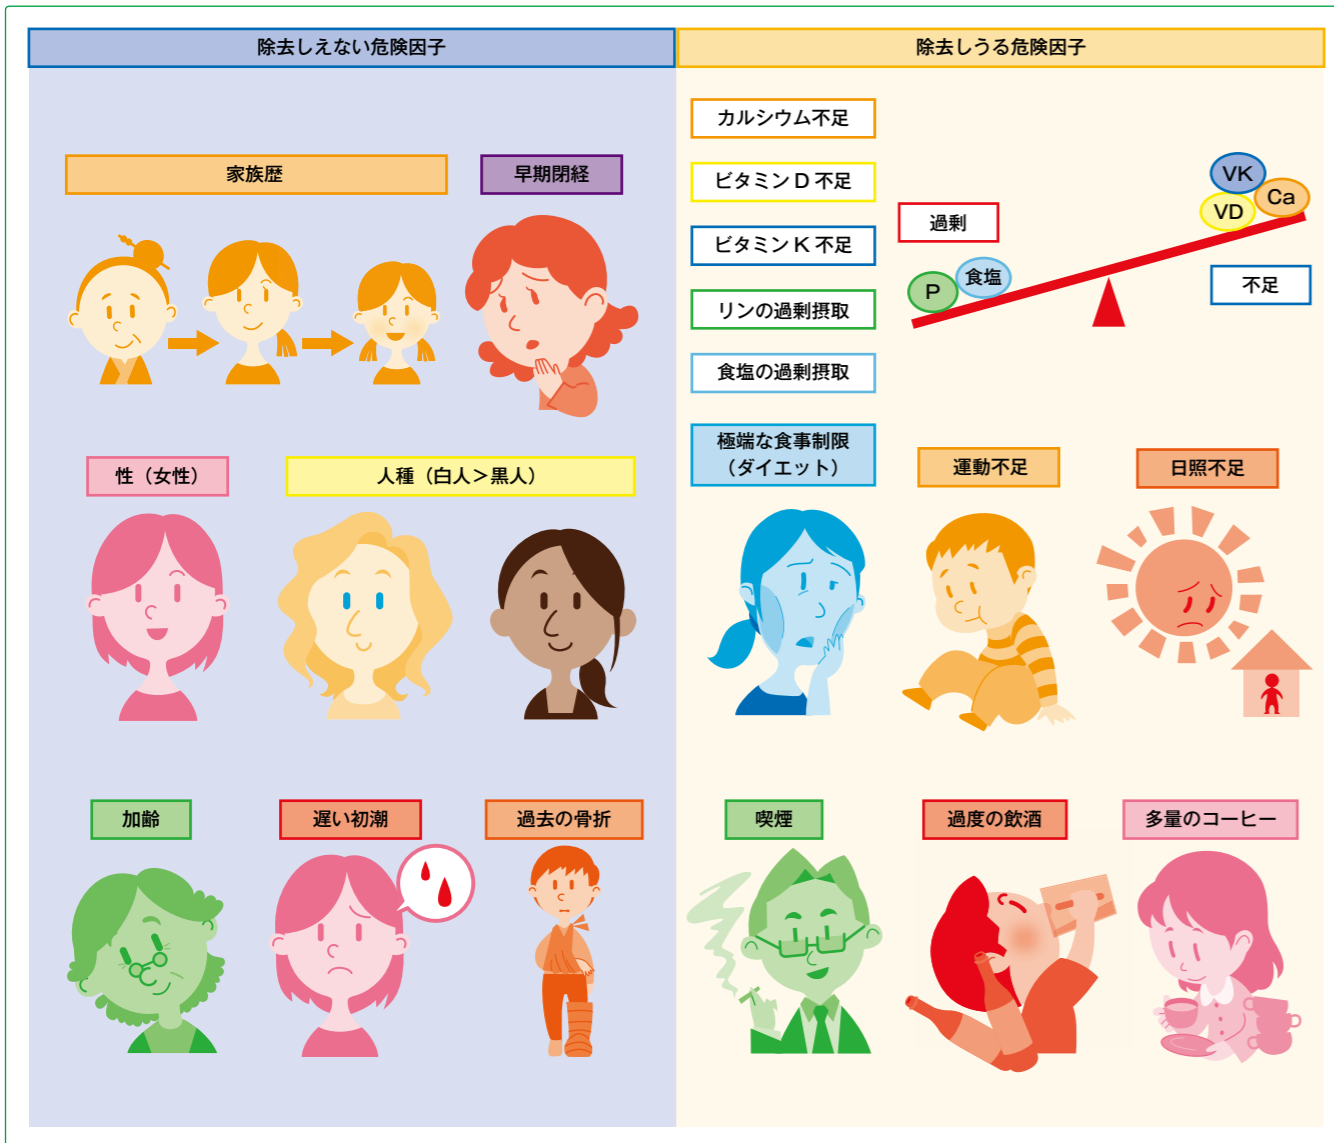 除去しえない危険因子
家族歴
早期閉経
性（女性）
人種（白人＞黒人）
加齢
遅い初潮
過去の骨折
除去しうる危険因子
カルシウム不足
ビタミン D 不足
ビタミン K 不足
リンの過剰摂取
食塩の過剰摂取
過剰
P
食塩
VK
VD
Ca
不足
極端な食事制限
（ダイエット）
運動不足
日照不足
喫煙
過度の飲酒
多量のコーヒー